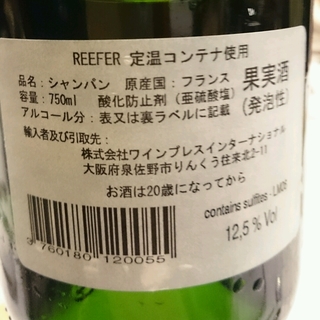 REEFER 定温コンテナ使用
品名：シャンパン 原産国：フランス 果実酒
容量：750ml 酸化防止剤（亜硫酸塩） (発泡性)
アルコール分：表又は裏ラベルに記載
輸入者及び引取先：
株式会社ワインプレスインターナショナル
大阪府泉佐野市りんくう往来北2-11
お酒は20歳になってから
contains sulfites - LMDS
12,5 % Vol
3 760180 120055